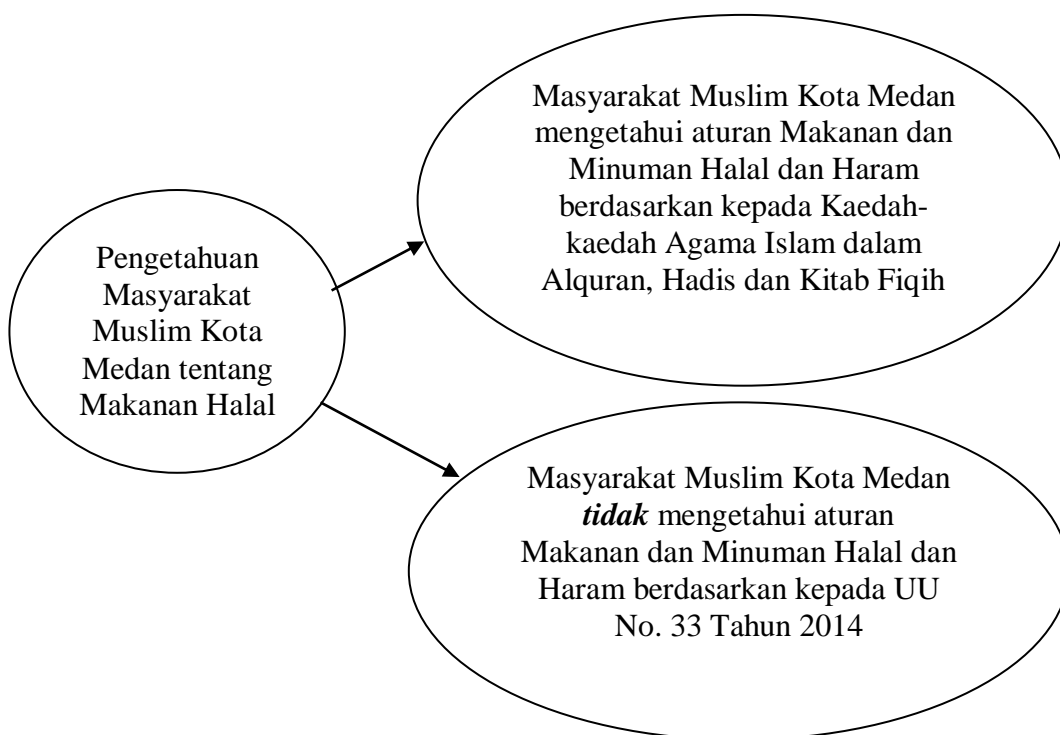 Pengetahuan
Masyarakat
Muslim Kota
Medan tentang
Makanan Halal
Masyarakat Muslim Kota Medan
mengetahui aturan Makanan dan
Minuman Halal dan Haram
berdasarkan kepada Kaedah-
kaedah Agama Islam dalam
Alquran, Hadis dan Kitab Fiqih
Masyarakat Muslim Kota Medan
tidak mengetahui aturan
Makanan dan Minuman Halal dan
Haram berdasarkan kepada UU
No. 33 Tahun 2014